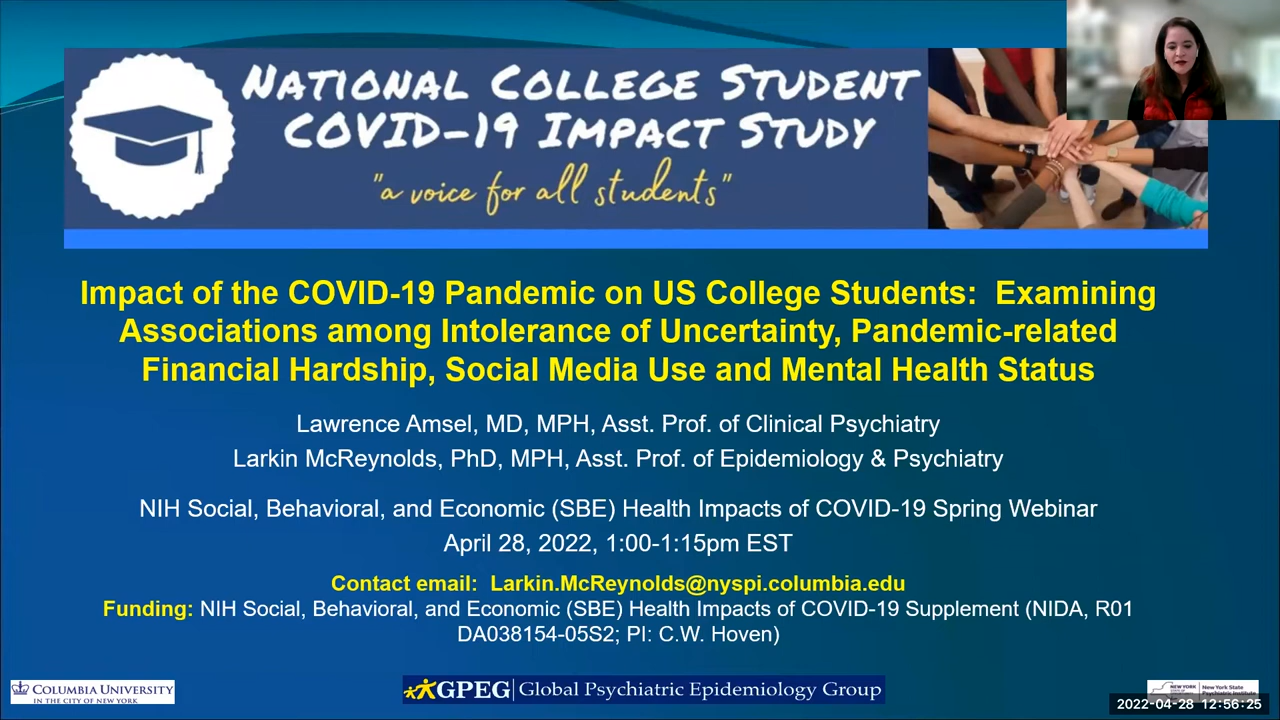 NATIONAL COLLEGE STUDENT
COVID-19 IMPACT STUDY
"a voice for all students"
Impact of the COVID-19 Pandemic on US College Students: Examining
Associations among Intolerance of Uncertainty, Pandemic-related
Financial Hardship, Social Media Use and Mental Health Status
Lawrence Amsel, MD, MPH, Asst. Prof. of Clinical Psychiatry
Larkin McReynolds, PhD, MPH, Asst. Prof. of Epidemiology & Psychiatry
NIH Social, Behavioral, and Economic (SBE) Health Impacts of COVID-19 Spring Webinar
April 28, 2022, 1:00-1:15pm EST
Contact email: Larkin.McReynolds@nyspi.columbia.edu
Funding: NIH Social, Behavioral, and Economic (SBE) Health Impacts of COVID-19 Supplement (NIDA, R01
DA038154-05S2; PI: C.W. Hoven)
COLUMBIA UNIVERSITY
IN THE CITY OF NEW YORK
GPEG Global Psychiatric Epidemiology Group
NEW YORK
New York State
Psychiatric Institute
2022-04-28 12:56:25